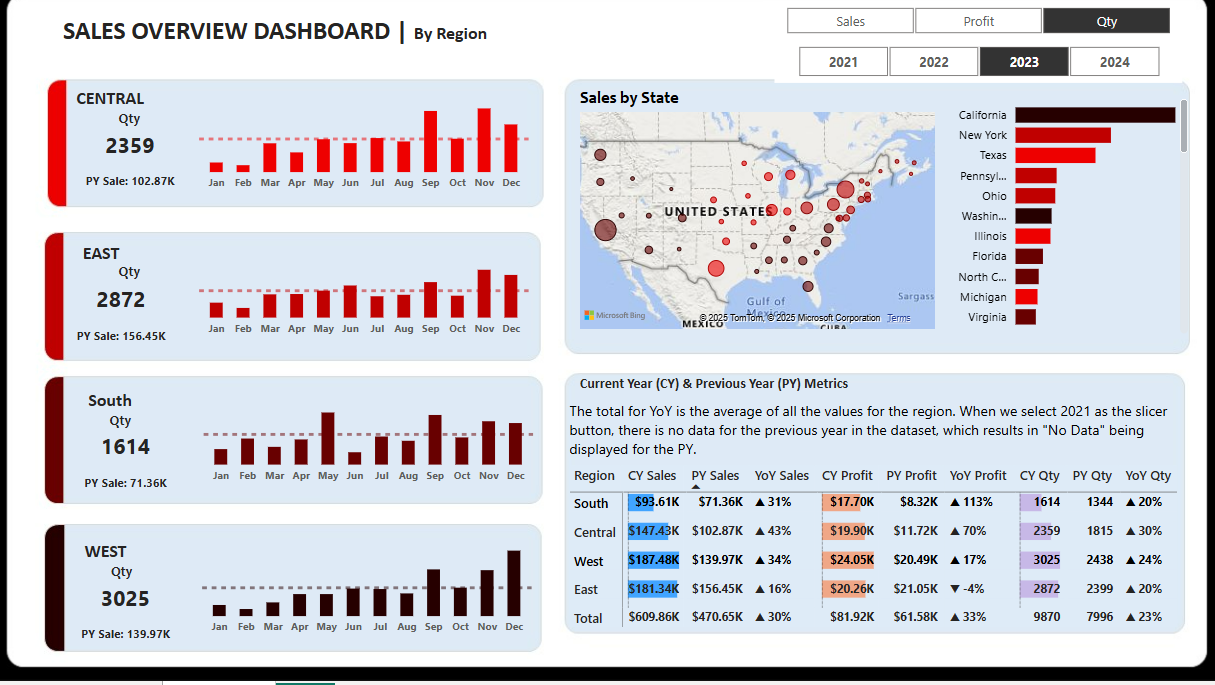 SALES OVERVIEW DASHBOARD | By Region
Sales Profit Qty
2021 2022 2023 2024
CENTRAL
Qty
2359
PY Sale: 102.87K
Jan Feb Mar Apr May Jun Jul Aug Sep Oct Nov Dec
EAST
Qty
2872
PY Sale: 156.45K
Jan Feb Mar Apr May Jun Jul Aug Sep Oct Nov Dec
South
Qty
1614
PY Sale: 71.36K
Jan Feb Mar Apr May Jun Jul Aug Sep Oct Nov Dec
WEST
Qty
3025
PY Sale: 139.97K
Jan Feb Mar Apr May Jun Jul Aug Sep Oct Nov Dec
Sales by State
UNITED STATES
Gulf of
Mexico
Sargass
MEXICO
CUBA
Microsoft Bing
© 2025 TomTom, © 2025 Microsoft Corporation Terms
California
New York
Texas
Pennsyl...
Ohio
Washin...
Illinois
Florida
North C...
Michigan
Virginia
Current Year (CY) & Previous Year (PY) Metrics
The total for YoY is the average of all the values for the region. When we select 2021 as the slicer
button, there is no data for the previous year in the dataset, which results in "No Data" being
displayed for the PY.
Region CY Sales PY Sales YoY Sales CY Profit PY Profit YoY Profit CY Qty PY Qty YoY Qty
South $93.61K $71.36K ▲ 31% $17.70K $8.32K ▲ 113% 1614 1344 ▲ 20%
Central $147.43K $102.87K ▲ 43% $19.90K $11.72K ▲ 70% 2359 1815 ▲ 30%
West $187.48K $139.97K ▲ 34% $24.05K $20.49K ▲ 17% 3025 2438 ▲ 24%
East $181.34K $156.45K ▲ 16% $20.26K $21.05K ▼ -4% 2872 2399 ▲ 20%
Total $609.86K $470.65K ▲ 30% $81.92K $61.58K ▲ 33% 9870 7996 ▲ 23%